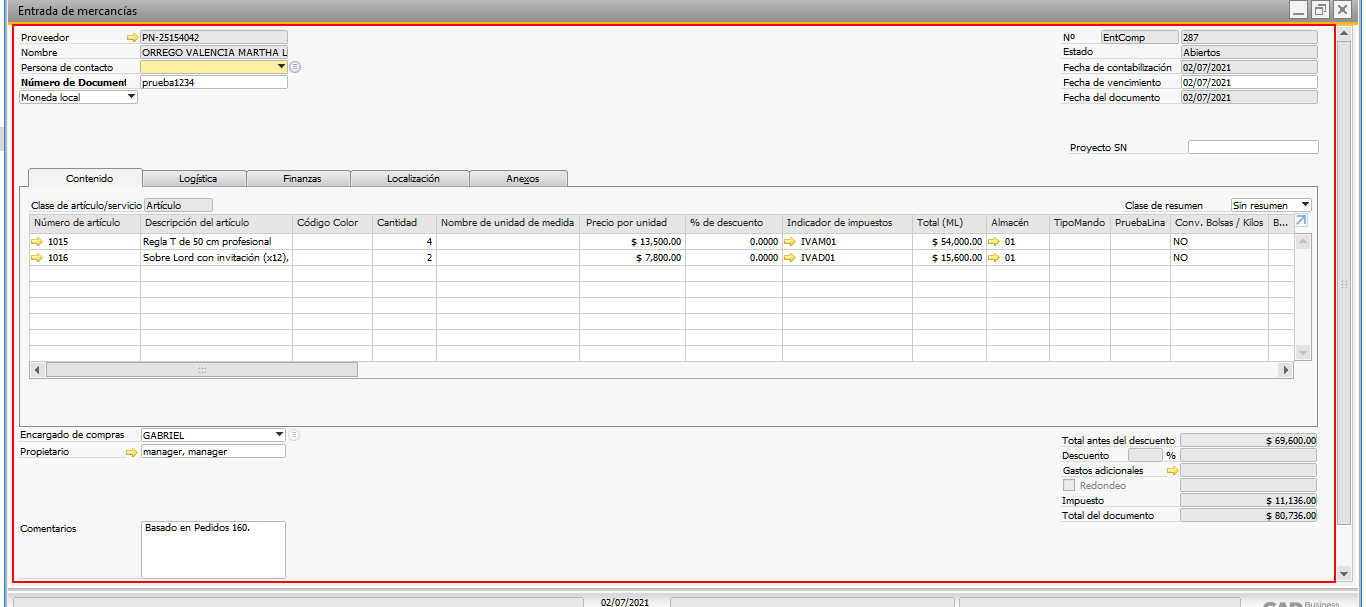 Entrada de mercancías
Proveedor PN-25154042
Nombre ORREGO VALENCIA MARTHA L
Persona de contacto
Número de Document prueba1234
Moneda local
Nº EntComp 287
Estado Abiertos
Fecha de contabilización 02/07/2021
Fecha de vencimiento 02/07/2021
Fecha del documento 02/07/2021
Proyecto SN
Contenido Logística Finanzas Localización Anexos
Clase de artículo/servicio Artículo
Clase de resumen Sin resumen
Número de artículo Descripción del artículo Código Color Cantidad Nombre de unidad de medida Precio por unidad % de descuento Indicador de impuestos Total (ML) Almacén TipoMando PruebaLina Conv. Bolsas / Kilos B...
1015 Regla T de 50 cm profesional 4 $ 13,500.00 0.0000 IVAM01 $ 54,000.00 01 NO
1016 Sobre Lord con invitación (x12), 2 $ 7,800.00 0.0000 IVAD01 $ 15,600.00 01 NO
Encargado de compras GABRIEL
Propietario manager, manager
Total antes del descuento $ 69,600.00
Descuento %
Gastos adicionales
Redondeo
Impuesto $ 11,136.00
Total del documento $ 80,736.00
Comentarios Basado en Pedidos 160.
02/07/2021
SAP Business